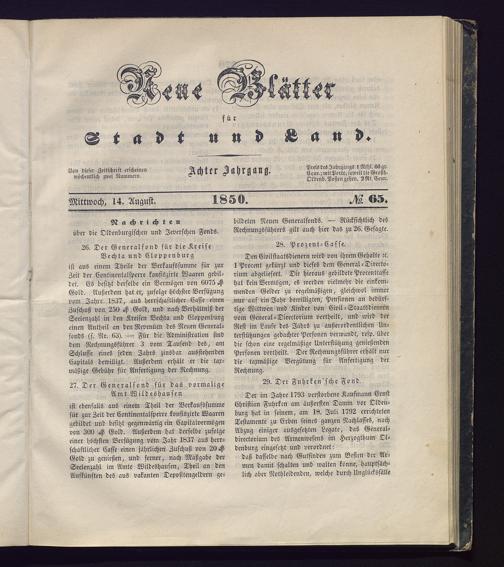 Neue Blätter
für
Stadt und Land.
Von dieser Zeitschrift erscheinen
wöchentlich zwei Nummern.
Achter Jahrgang.
Preis des Jahrgangs 1 Rthl. 60 gr.
Cour.; mit Porto, soweit die Großh.
Oldenb. Posten gehen, 2 Rt. Cour.
Mittwoch, 14. August.
1850.
№ 65.
Nachrichten
über die Oldenburgischen und Jeverschen Fonds.
26. Der Generalfond für die Kreise
Vechta und Cloppenburg
ist aus einem Theile der Verkaufsumme für zur
Zeit der Continentalsperre konfiszirte Waaren gebil-
det. Es besitzt derselbe ein Vermögen von 6075 ₰
Gold. Außerdem hat er, zufolge höchster Verfügung
vom Jahre 1837, aus herrschaftlicher Casse einen
Zuschuß von 250 ₰ Gold, und nach Verhältniß der
Seelenzahl in den Kreisen Vechta und Cloppenburg
einen Antheil an den Revenüen des Neuen General-
fonds (s. Nr. 63). — Für die Administration sind
dem Rechnungsführer 3 vom Tausend des, am
Schlusse eines seden Jahrs zinsbar ausstehenden
Capitals bewilligt. Außerdem erhält er die tax-
mäßige Gebühr für Anfertigung der Rechnung.
27. Der Generalfond für das vormalige
Amt Wildeshausen
ist ebenfalls aus einem Theil der Verkaufsumme
für zur Zeit der Continentalsperre konfiszirte Waaren
gebildet und besitzt gegenwärtig ein Capitalvermögen
von 300 ₰ Gold. Außerdem hat derselbe zufolge
einer höchsten Verfügung vom Jahr 1837 aus herr-
schaftlicher Casse einen jährlichen Zuschuß von 20 ₰
Gold zu genießen, und ferner, nach Maßgabe der
Seelenzahl im Amte Wildeshausen, Theil an den
Aufkünften des aus vakanten Depositengeldern ge-
bildeten Neuen Generalfonds. — Rücksichtlich des
Rechnungsführers gilt auch hier das zu 26. Gesagte.
28. Prozent-Casse.
Den Civilstaatsdienern wird von ihrem Gehalte rc.
1 Prozent gekürzt und dieses dem General-Directo-
rium abgeliefert. Die hieraus gebildete Procentcasse
hat kein Vermögen, es werden vielmehr die einkom-
menden Gelder zu regelmäßigen, gleichwol immer
nur auf ein Jahr bewilligten, Pensionen an bedürf-
tige Wittwen und Kinder von Civil-Staatsdienern
vom General-Directorium vertheilt, und wird der
Rest im Laufe des Jahres zu außerordentlichen Un-
terstützungen gedachter Personen verwandt, resp. über
die schon eine regelmäßige Unterstützung genießenden
Personen vertheilt. Der Rechnungsführer erhält nur
die taxmäßige Vergütung für Anfertigung der
Rechnung.
29. Der Fuhrken'sche Fond.
Der im Jahre 1793 verstorbene Kaufmann Ernst
Christian Fuhrken am äußersten Damm vor Olden-
burg hat in seinem, am 18. Juli 1792 errichteten
Testamente zu Erben seines ganzen Nachlasses, nach
Abzug einiger ausgesetzten Legate, das General-
directorium des Armenwesens im Herzogthum Ol-
denburg eingesetzt und verordnet:
daß dasselbe nach Gutfinden zum Besten der Ar-
men damit schalten und walten könne, hauptsäch-
lich aber Nothleidenden, welche durch Unglücksfälle